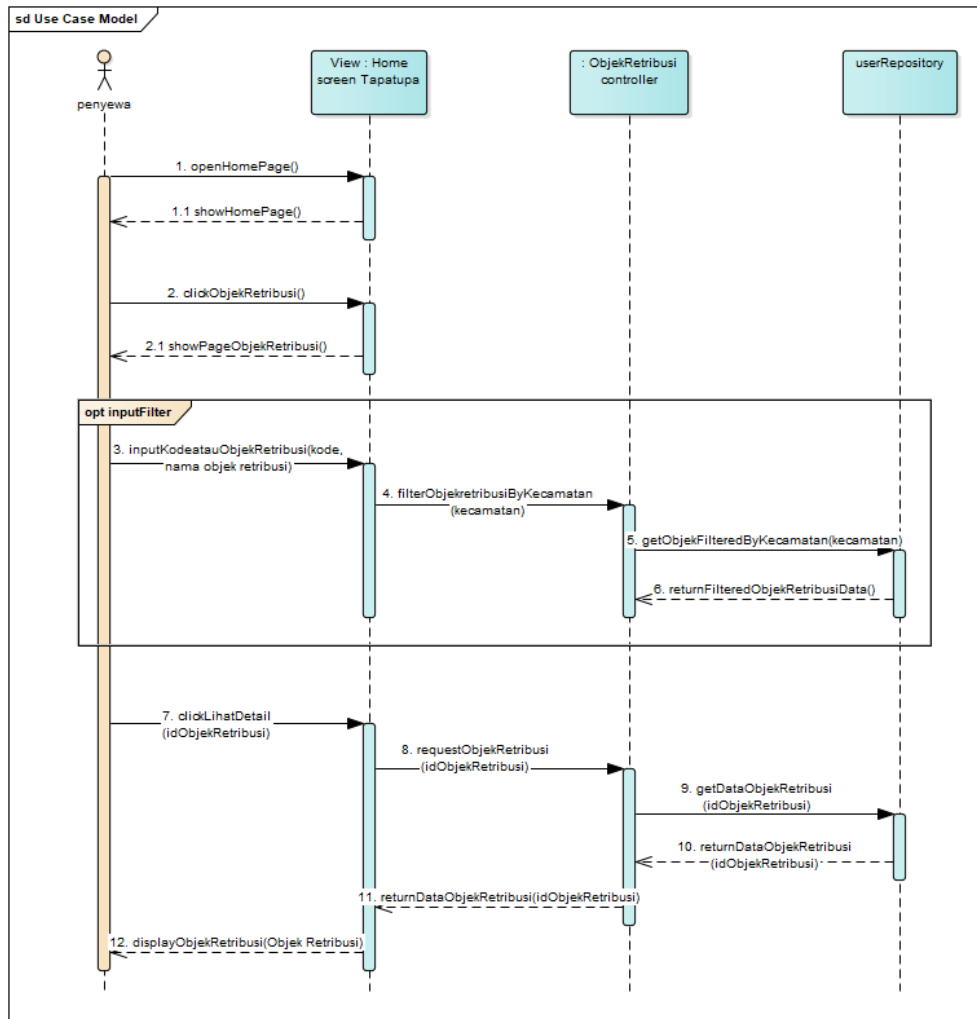 sd Use Case Model
penyewa
View : Home
screen Tapatupa
: ObjekRetribusi
controller
userRepository
1. openHomePage()
1.1 showHomePage()
2. clickObjekRetribusi()
2.1 showPageObjekRetribusi()
opt inputFilter
3. inputKodeatauObjekRetribusi(kode,
nama objek retribusi)
4. filterObjekretribusiByKecamatan
(kecamatan)
5. getObjekFilteredByKecamatan(kecamatan)
6. returnFilteredObjekRetribusiData()
7. clickLihatDetail
(idObjekRetribusi)
8. requestObjekRetribusi
(idObjekRetribusi)
9. getDataObjekRetribusi
(idObjekRetribusi)
10. returnDataObjekRetribusi
(idObjekRetribusi)
11. returnDataObjekRetribusi(idObjekRetribusi)
12. displayObjekRetribusi(Objek Retribusi)